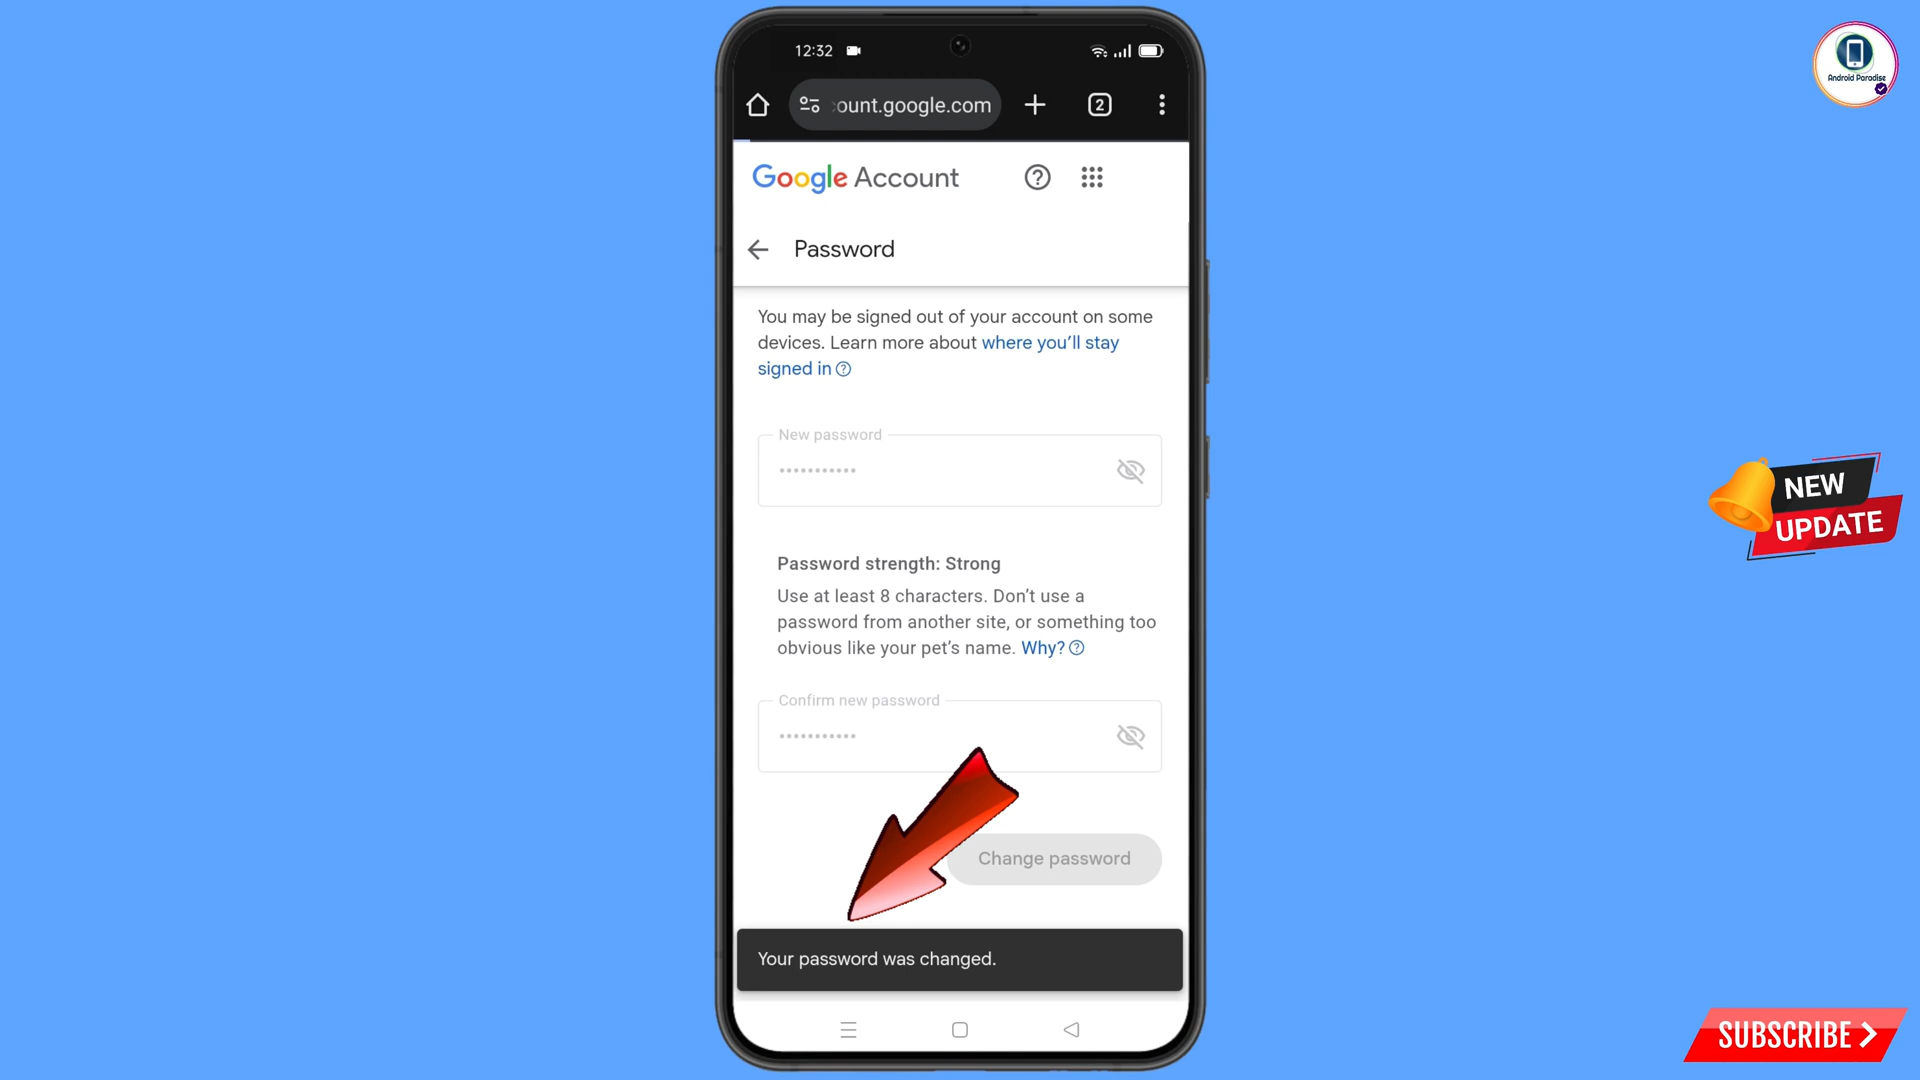 12:32
Android Paradise
ount.google.com
2
Google Account
Password
You may be signed out of your account on some
devices. Learn more about where you'll stay
signed in
New password
•••••••••••
Password strength: Strong
Use at least 8 characters. Don't use a
password from another site, or something too
obvious like your pet's name. Why?
Confirm new password
•••••••••••
Change password
Your password was changed.
NEW
UPDATE
SUBSCRIBE